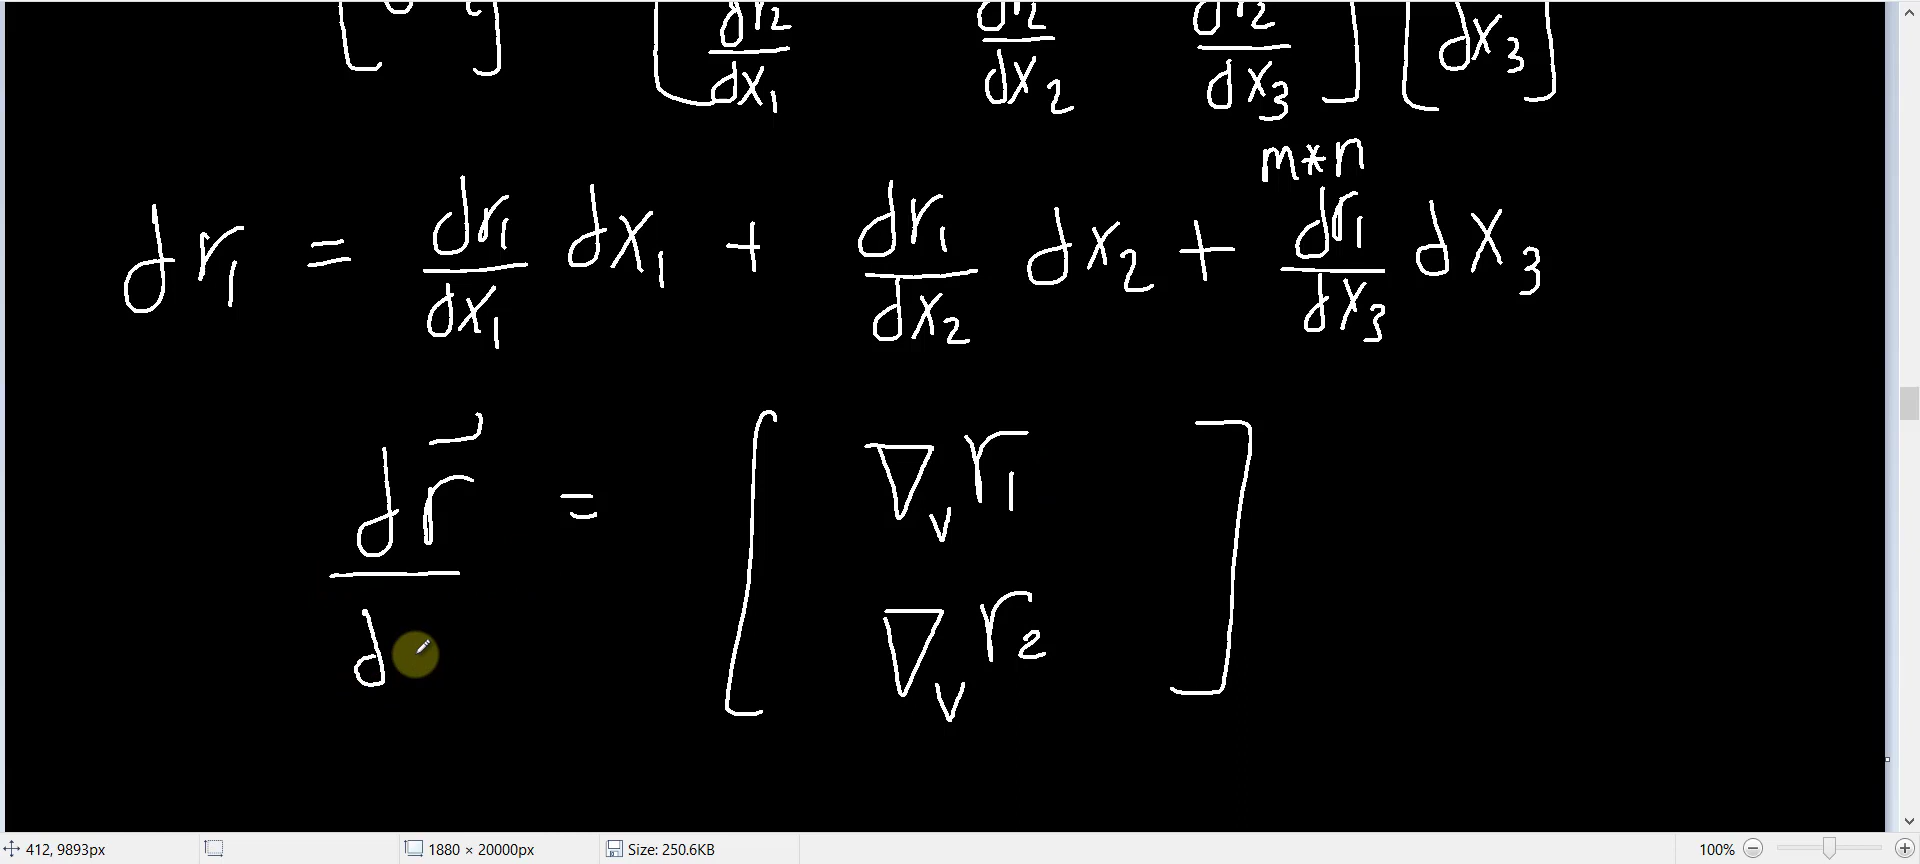 dr2/dx1 dr2/dx2 dr2/dx3 dx3
m*n
dr1 = dr1/dx1 dx1 + dr1/dx2 dx2 + dr1/dx3 dx3
dr⃗/d = [ ∇v r1
∇v r2 ]
412, 9893px 1880 × 20000px Size: 250.6KB 100%